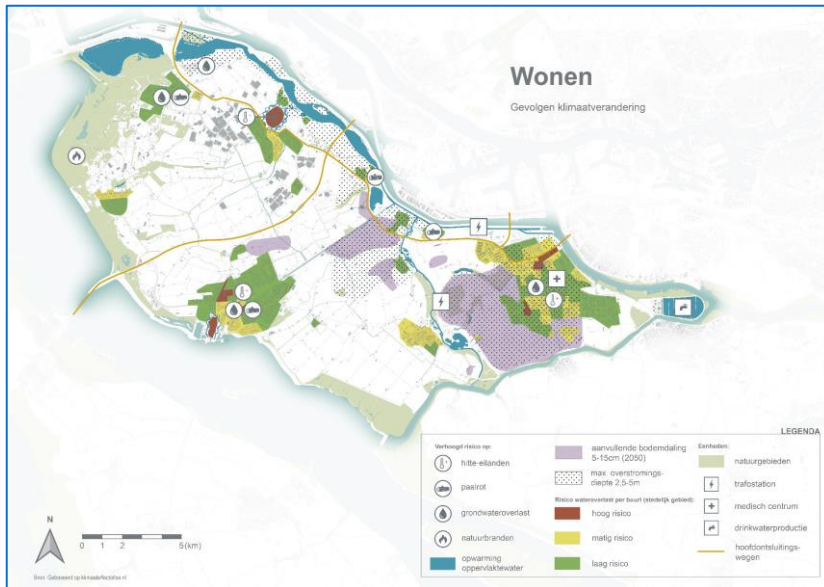 Wonen
Gevolgen klimaatverandering
LEGENDA
Verhoogd risico op:
hitte-eilanden
paalrot
grondwateroverlast
natuurbranden
opwarming
oppervlaktewater
aanvullende bodemdaling
5-15cm (2050)
max. overstromings-
diepte 2,5-5m
Risico wateroverlast per buurt (stedelijk gebied):
hoog risico
matig risico
laag risico
Eenheden:
natuurgebieden
trafostation
medisch centrum
drinkwaterproductie
hoofdontsluitings-
wegen
N
0 1 2 5(km)